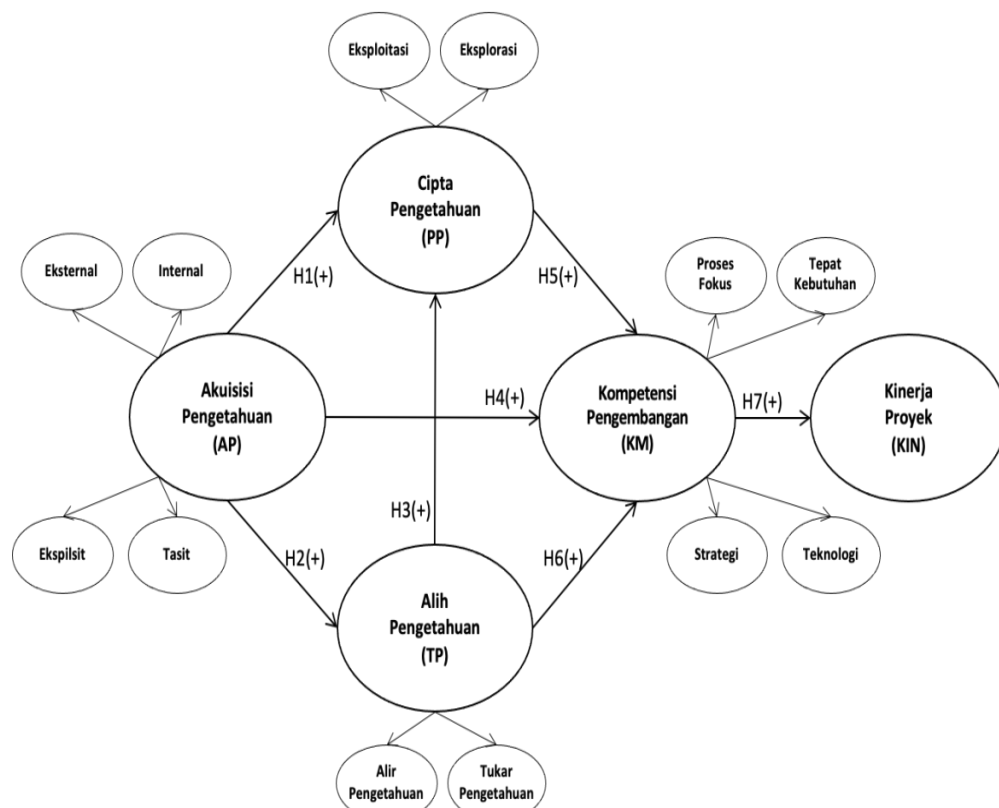 Eksploitasi
Eksplorasi
Cipta
Pengetahuan
(PP)
Eksternal
Internal
H1(+)
H5(+)
Proses
Fokus
Tepat
Kebutuhan
Akuisisi
Pengetahuan
(AP)
H4(+)
Kompetensi
Pengembangan
(KM)
H7(+)
Kinerja
Proyek
(KIN)
Ekspilsit
Tasit
H2(+)
H3(+)
H6(+)
Strategi
Teknologi
Alih
Pengetahuan
(TP)
Alir
Pengetahuan
Tukar
Pengetahuan